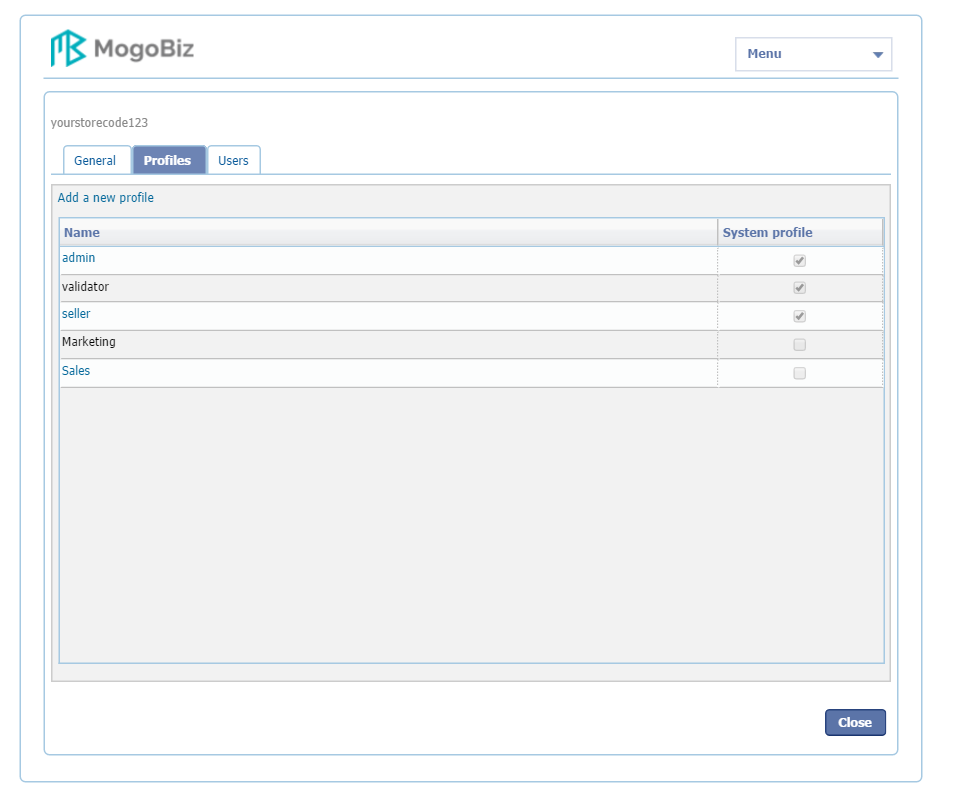 MogoBiz
Menu
yourstorecode123
General Profiles Users
Add a new profile
Name System profile
admin
validator
seller
Marketing
Sales
Close